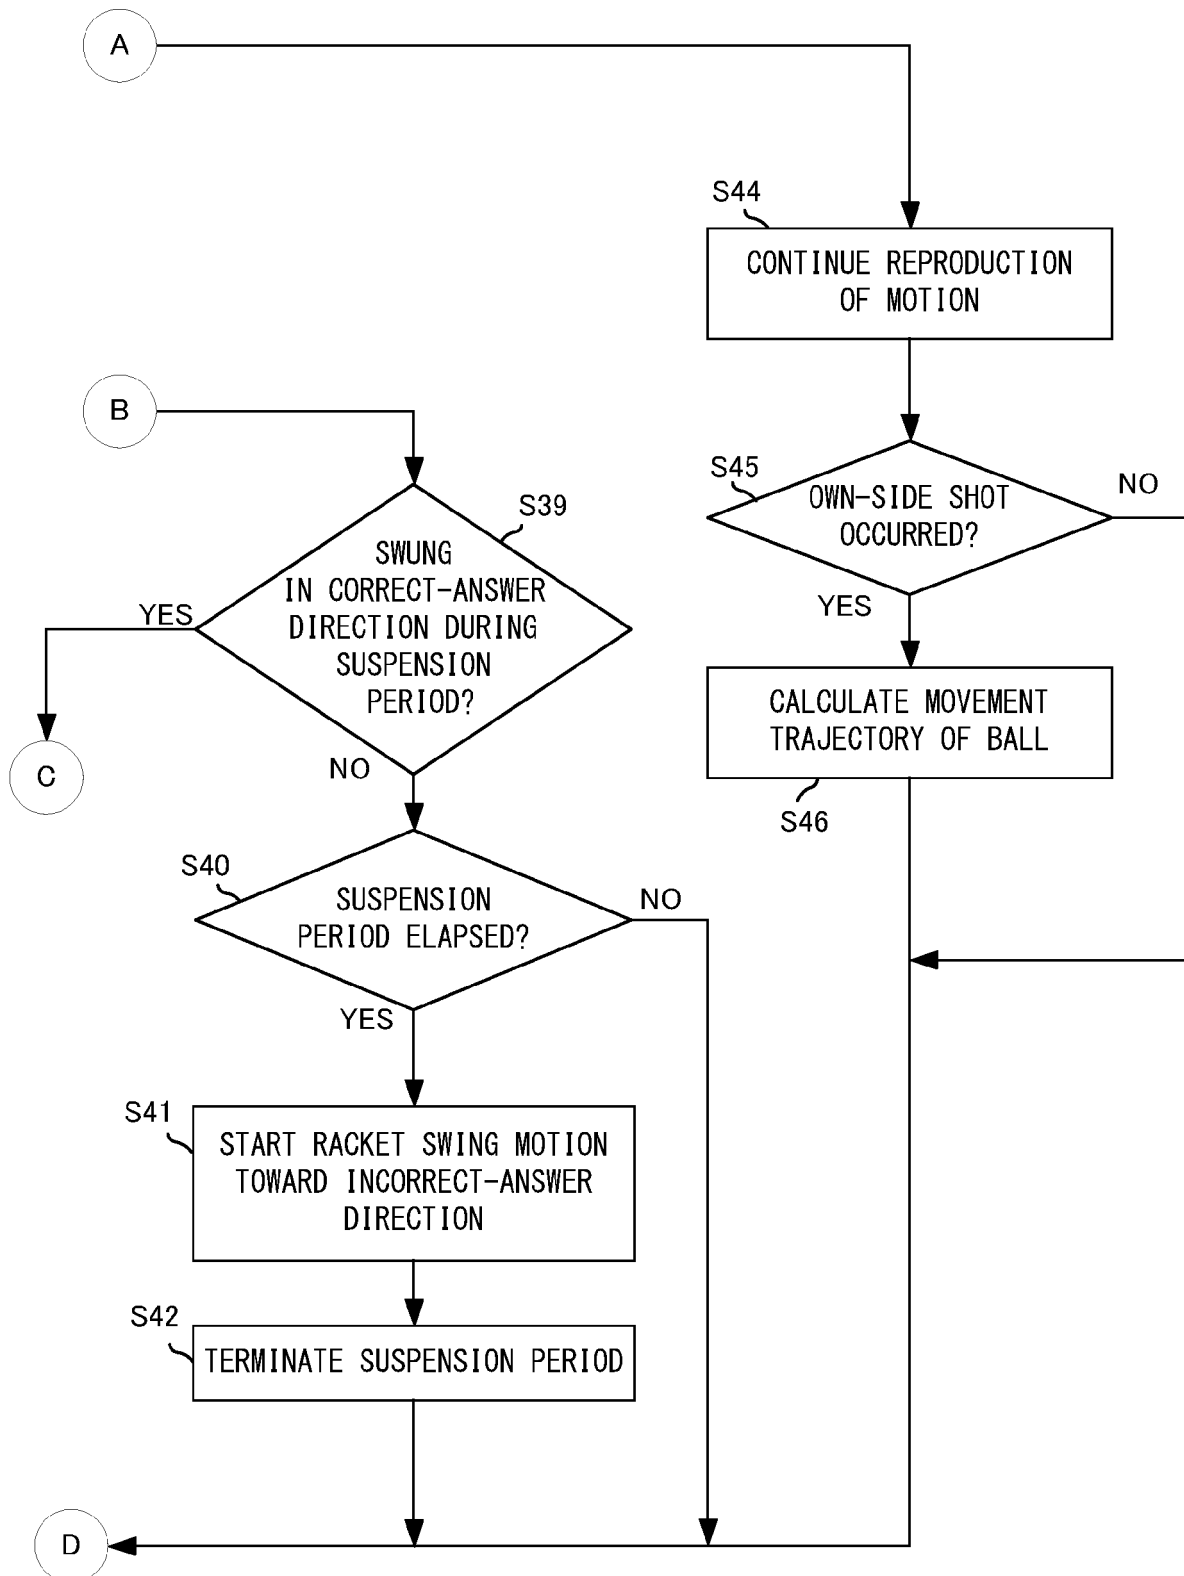 A
S44
CONTINUE REPRODUCTION
OF MOTION
B
S45
OWN-SIDE SHOT
OCCURRED?
NO
YES
S39
SWUNG
IN CORRECT-ANSWER
DIRECTION DURING
SUSPENSION
PERIOD?
YES
NO
C
CALCULATE MOVEMENT
TRAJECTORY OF BALL
S46
S40
SUSPENSION
PERIOD ELAPSED?
NO
YES
S41
START RACKET SWING MOTION
TOWARD INCORRECT-ANSWER
DIRECTION
S42
TERMINATE SUSPENSION PERIOD
D